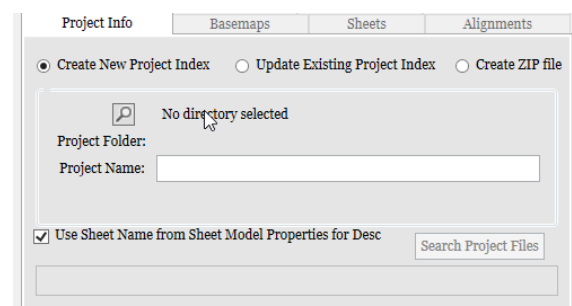 Project Info Basemaps Sheets Alignments
Create New Project Index Update Existing Project Index Create ZIP file
No directory selected
Project Folder:
Project Name:
Use Sheet Name from Sheet Model Properties for Desc
Search Project Files